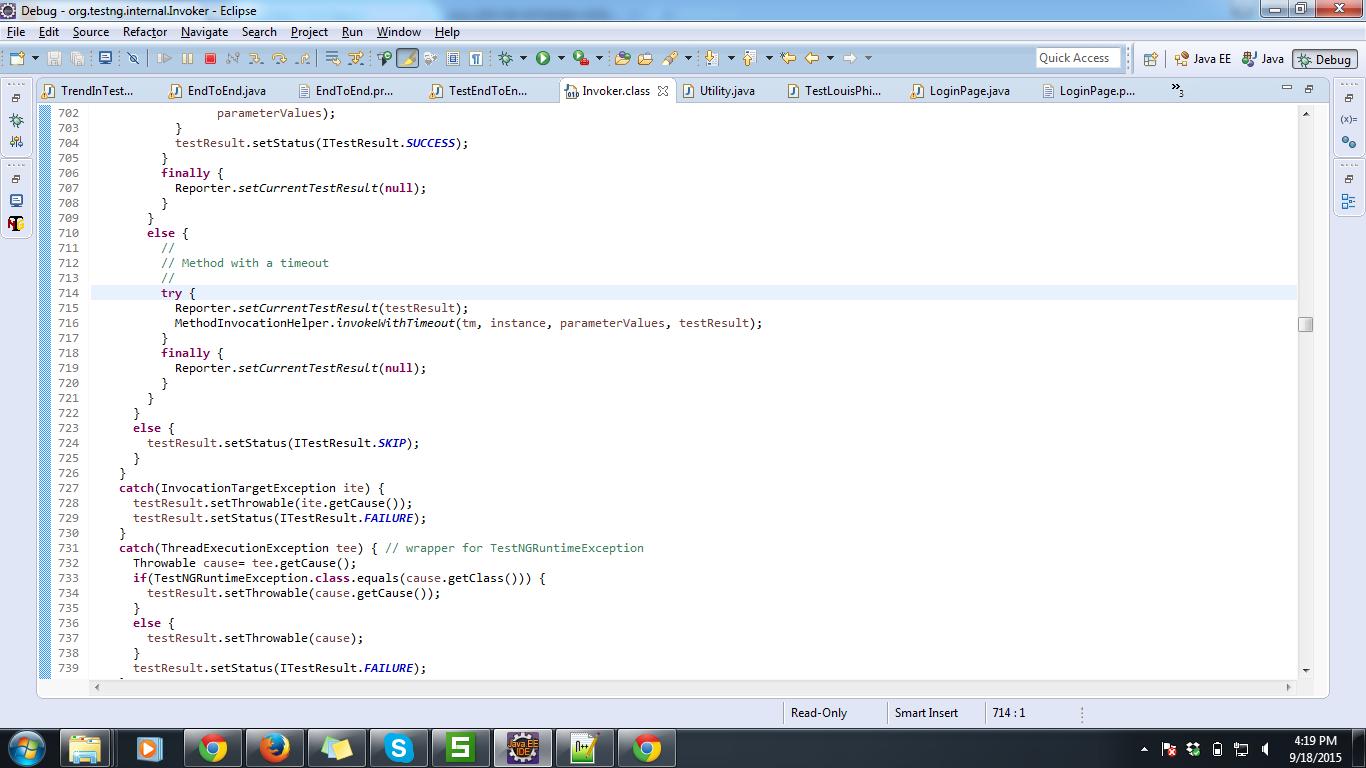 Debug - org.testng.internal.Invoker - Eclipse
File Edit Source Refactor Navigate Search Project Run Window Help
Quick Access Java EE Java Debug
TrendInTest... EndToEnd.java EndToEnd.pr... TestEndToEn... Invoker.class Utility.java TestLouisPhi... LoginPage.java LoginPage.p... »3
702 parameterValues);
703 }
704 testResult.setStatus(ITestResult.SUCCESS);
705 }
706 finally {
707 Reporter.setCurrentTestResult(null);
708 }
709 }
710 else {
711 //
712 // Method with a timeout
713 //
714 try {
715 Reporter.setCurrentTestResult(testResult);
716 MethodInvocationHelper.invokeWithTimeout(tm, instance, parameterValues, testResult);
717 }
718 finally {
719 Reporter.setCurrentTestResult(null);
720 }
721 }
722 }
723 else {
724 testResult.setStatus(ITestResult.SKIP);
725 }
726 }
727 catch(InvocationTargetException ite) {
728 testResult.setThrowable(ite.getCause());
729 testResult.setStatus(ITestResult.FAILURE);
730 }
731 catch(ThreadExecutionException tee) { // wrapper for TestNGRuntimeException
732 Throwable cause= tee.getCause();
733 if(TestNGRuntimeException.class.equals(cause.getClass())) {
734 testResult.setThrowable(cause.getCause());
735 }
736 else {
737 testResult.setThrowable(cause);
738 }
739 testResult.setStatus(ITestResult.FAILURE);
Read-Only Smart Insert 714 : 1
4:19 PM
9/18/2015